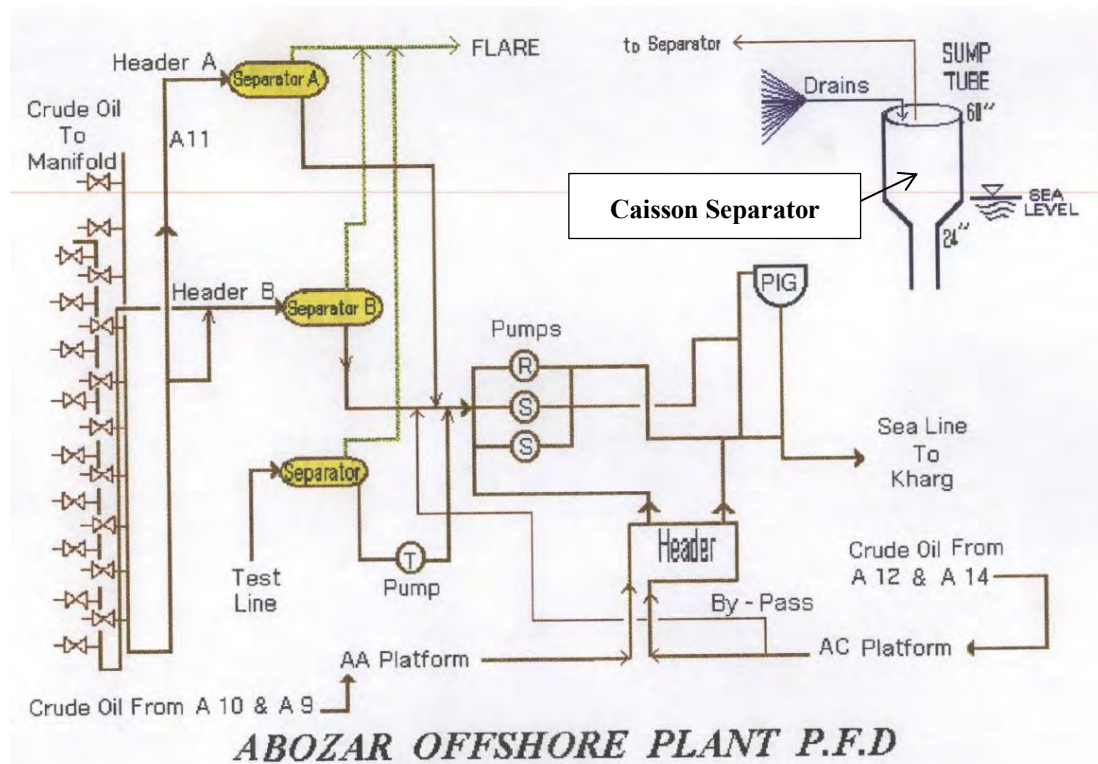 FLARE
Header A
Separator A
Crude Oil
To
Manifold
A11
to Separator
SUMP
TUBE
60"
Drains
Caisson Separator
SEA
LEVEL
24"
Header B
Separator B
PIG
Pumps
R
S
S
Sea Line
To
Kharg
Separator
Header
Crude Oil From
A 12 & A 14
T
Test
Line
Pump
By - Pass
AA Platform
AC Platform
Crude Oil From A 10 & A 9
ABOZAR OFFSHORE PLANT P.F.D